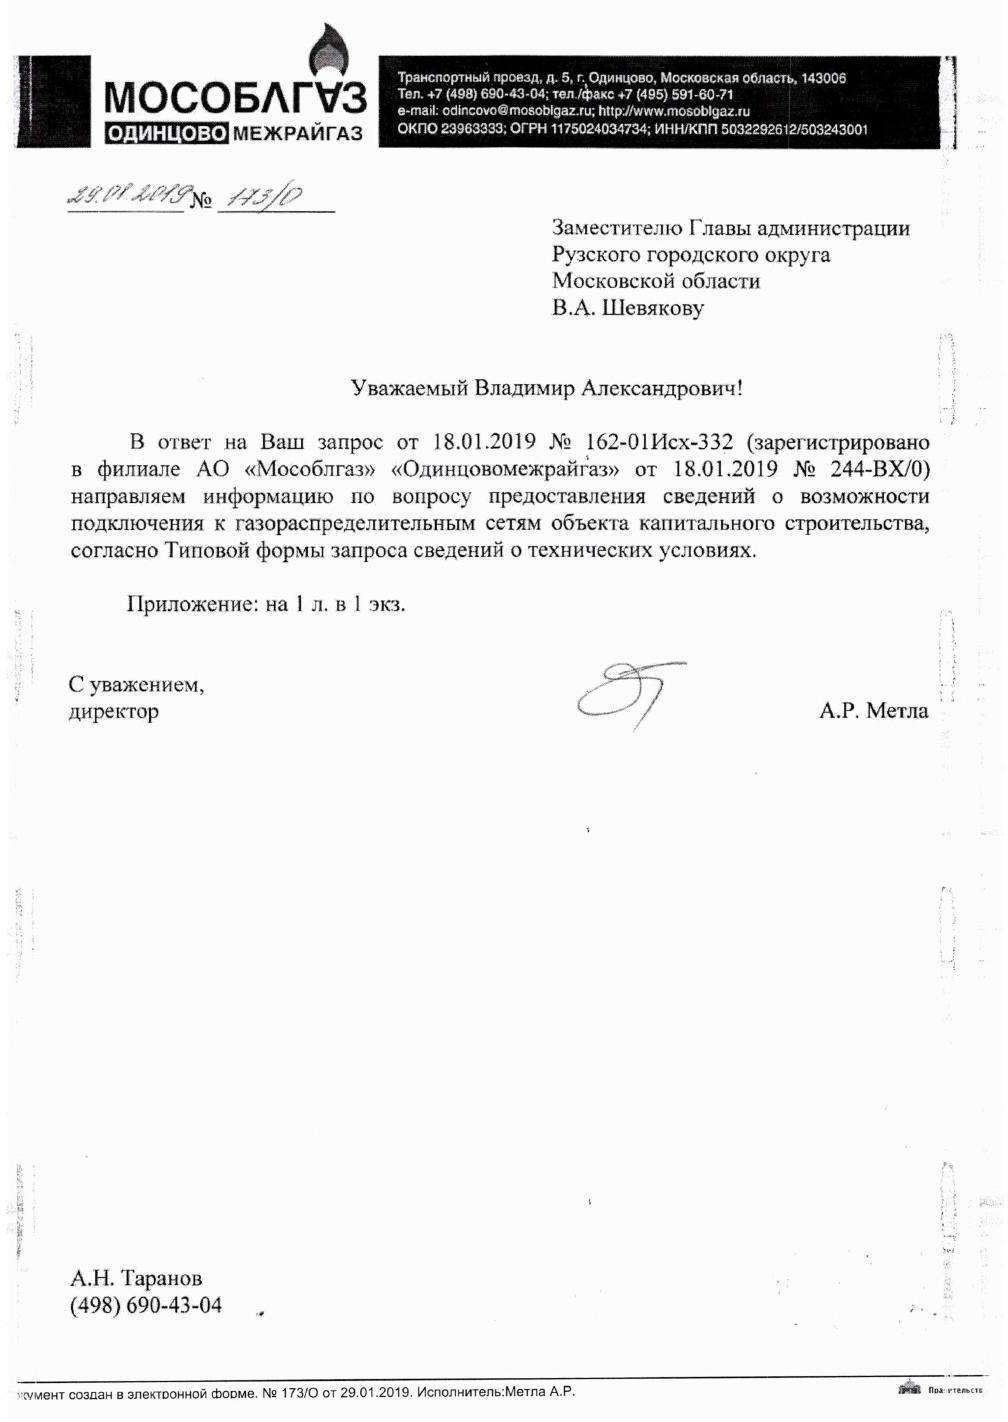 МОСОБЛГАЗ
ОДИНЦОВО МЕЖРАЙГАЗ
Транспортный проезд, д. 5, г. Одинцово, Московская область, 143006
Тел. +7 (498) 690-43-04; тел./факс +7 (495) 591-60-71
e-mail: odincovo@mosoblgaz.ru; http://www.mosoblgaz.ru
ОКПО 23963333; ОГРН 1175024034734; ИНН/КПП 5032292612/503243001
29.01.2019 № 173/О
Заместителю Главы администрации
Рузского городского округа
Московской области
В.А. Шевякову
Уважаемый Владимир Александрович!
В ответ на Ваш запрос от 18.01.2019 № 162-01Исх-332 (зарегистрировано
в филиале АО «Мособлгаз» «Одинцовомежрайгаз» от 18.01.2019 № 244-ВХ/0)
направляем информацию по вопросу предоставления сведений о возможности
подключения к газораспределительным сетям объекта капитального строительства,
согласно Типовой формы запроса сведений о технических условиях.
Приложение: на 1 л. в 1 экз.
С уважением,
директор
А.Р. Метла
А.Н. Таранов
(498) 690-43-04
кумент создан в электронной форме. № 173/О от 29.01.2019. Исполнитель:Метла А.Р.